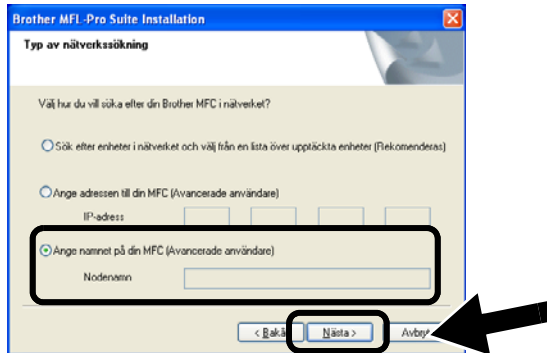 Brother MFL-Pro Suite Installation
Typ av nätverkssökning
Välj hur du vill söka efter din Brother MFC i nätverket?
Sök efter enheter i nätverket och välj från en lista över upptäckta enheter (Rekomenderas)
Ange adressen till din MFC (Avancerade användare)
IP-adress
Ange namnet på din MFC (Avancerade användare)
Nodenamn
< Bakå Nästa > Avbry